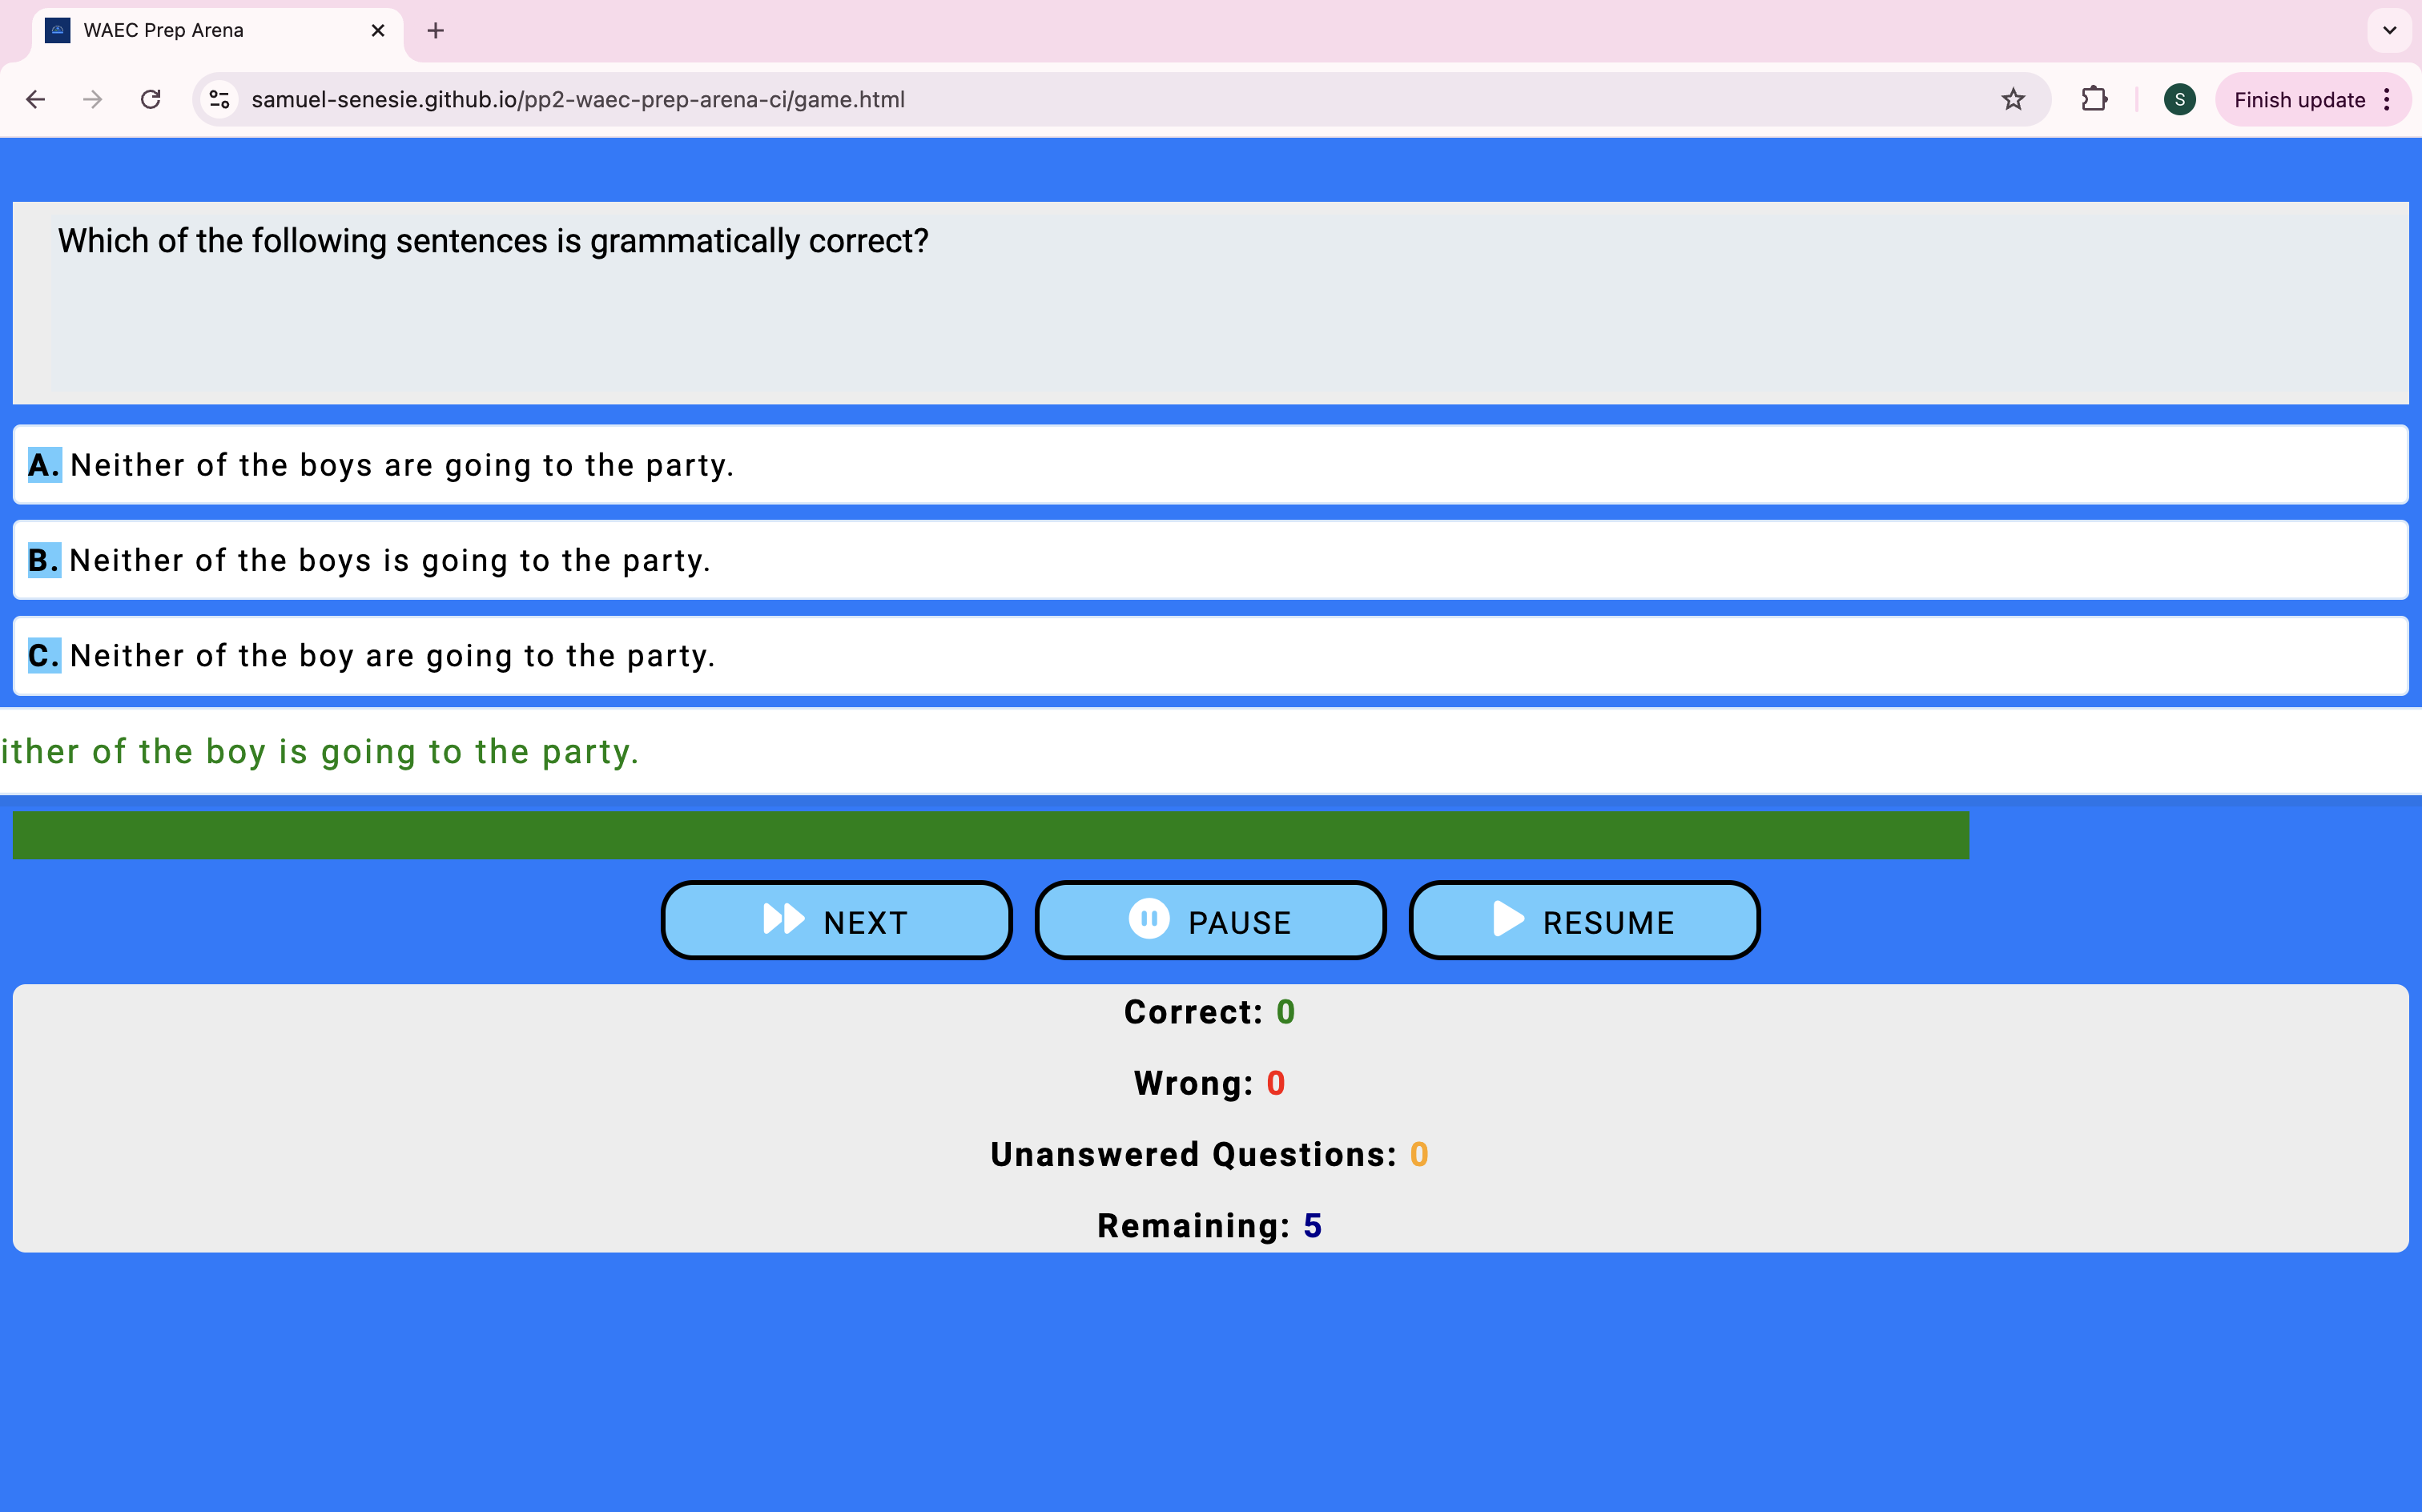 WAEC Prep Arena
samuel-senesie.github.io/pp2-waec-prep-arena-ci/game.html
S
Finish update
Which of the following sentences is grammatically correct?
A. Neither of the boys are going to the party.
B. Neither of the boys is going to the party.
C. Neither of the boy are going to the party.
ither of the boy is going to the party.
NEXT
PAUSE
RESUME
Correct: 0
Wrong: 0
Unanswered Questions: 0
Remaining: 5